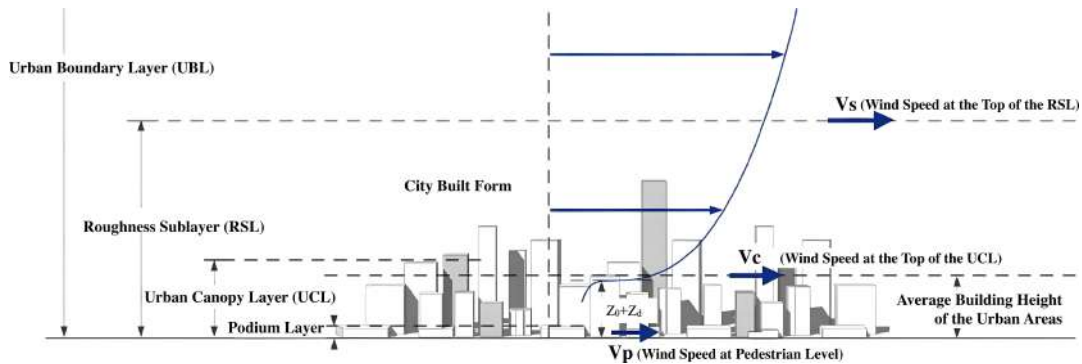 Urban Boundary Layer (UBL)
Vs (Wind Speed at the Top of the RSL)
City Built Form
Roughness Sublayer (RSL)
Vc (Wind Speed at the Top of the UCL)
Urban Canopy Layer (UCL)
Average Building Height
of the Urban Areas
Z0+Zd
Podium Layer
Vp (Wind Speed at Pedestrian Level)